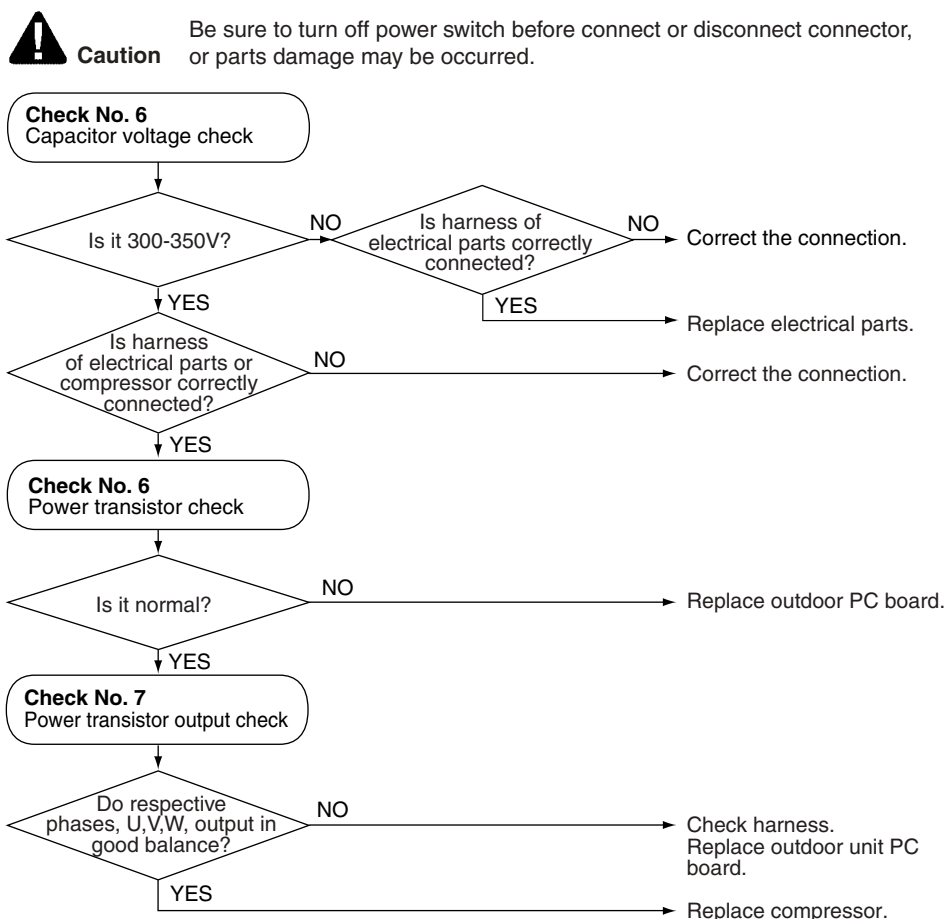 Be sure to turn off power switch before connect or disconnect connector,
Caution or parts damage may be occurred.
Check No. 6
Capacitor voltage check
Is it 300-350V?
NO
Is harness of
electrical parts correctly
connected?
NO
Correct the connection.
YES
Replace electrical parts.
YES
Is harness
of electrical parts or
compressor correctly
connected?
NO
Correct the connection.
YES
Check No. 6
Power transistor check
Is it normal?
NO
Replace outdoor PC board.
YES
Check No. 7
Power transistor output check
Do respective
phases, U,V,W, output in
good balance?
NO
Check harness.
Replace outdoor unit PC
board.
YES
Replace compressor.